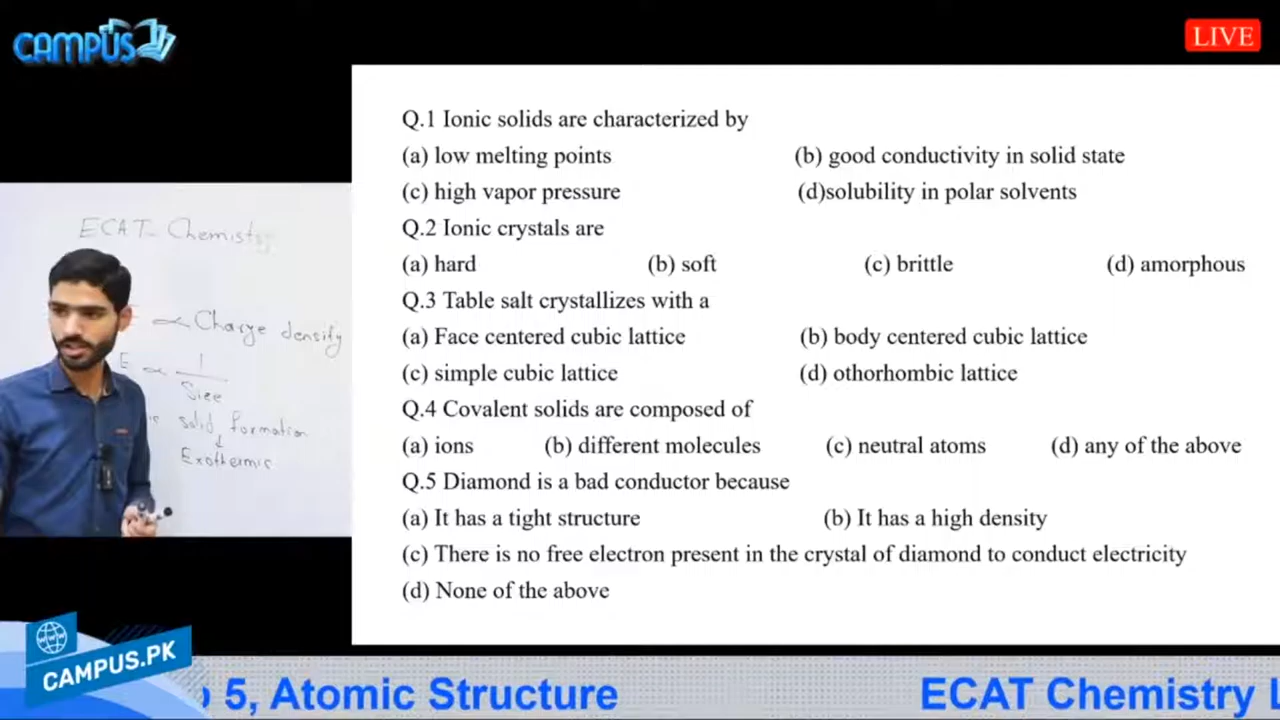 CAMPUS
LIVE
Q.1 Ionic solids are characterized by
(a) low melting points (b) good conductivity in solid state
(c) high vapor pressure (d)solubility in polar solvents
Q.2 Ionic crystals are
(a) hard (b) soft (c) brittle (d) amorphous
Q.3 Table salt crystallizes with a
(a) Face centered cubic lattice (b) body centered cubic lattice
(c) simple cubic lattice (d) othorhombic lattice
Q.4 Covalent solids are composed of
(a) ions (b) different molecules (c) neutral atoms (d) any of the above
Q.5 Diamond is a bad conductor because
(a) It has a tight structure (b) It has a high density
(c) There is no free electron present in the crystal of diamond to conduct electricity
(d) None of the above
ECAT- Chemistry
∝ Charge density
E ∝ 1
Size
solid formation
↓
Exothermic
CAMPUS.PK
5, Atomic Structure ECAT Chemistry